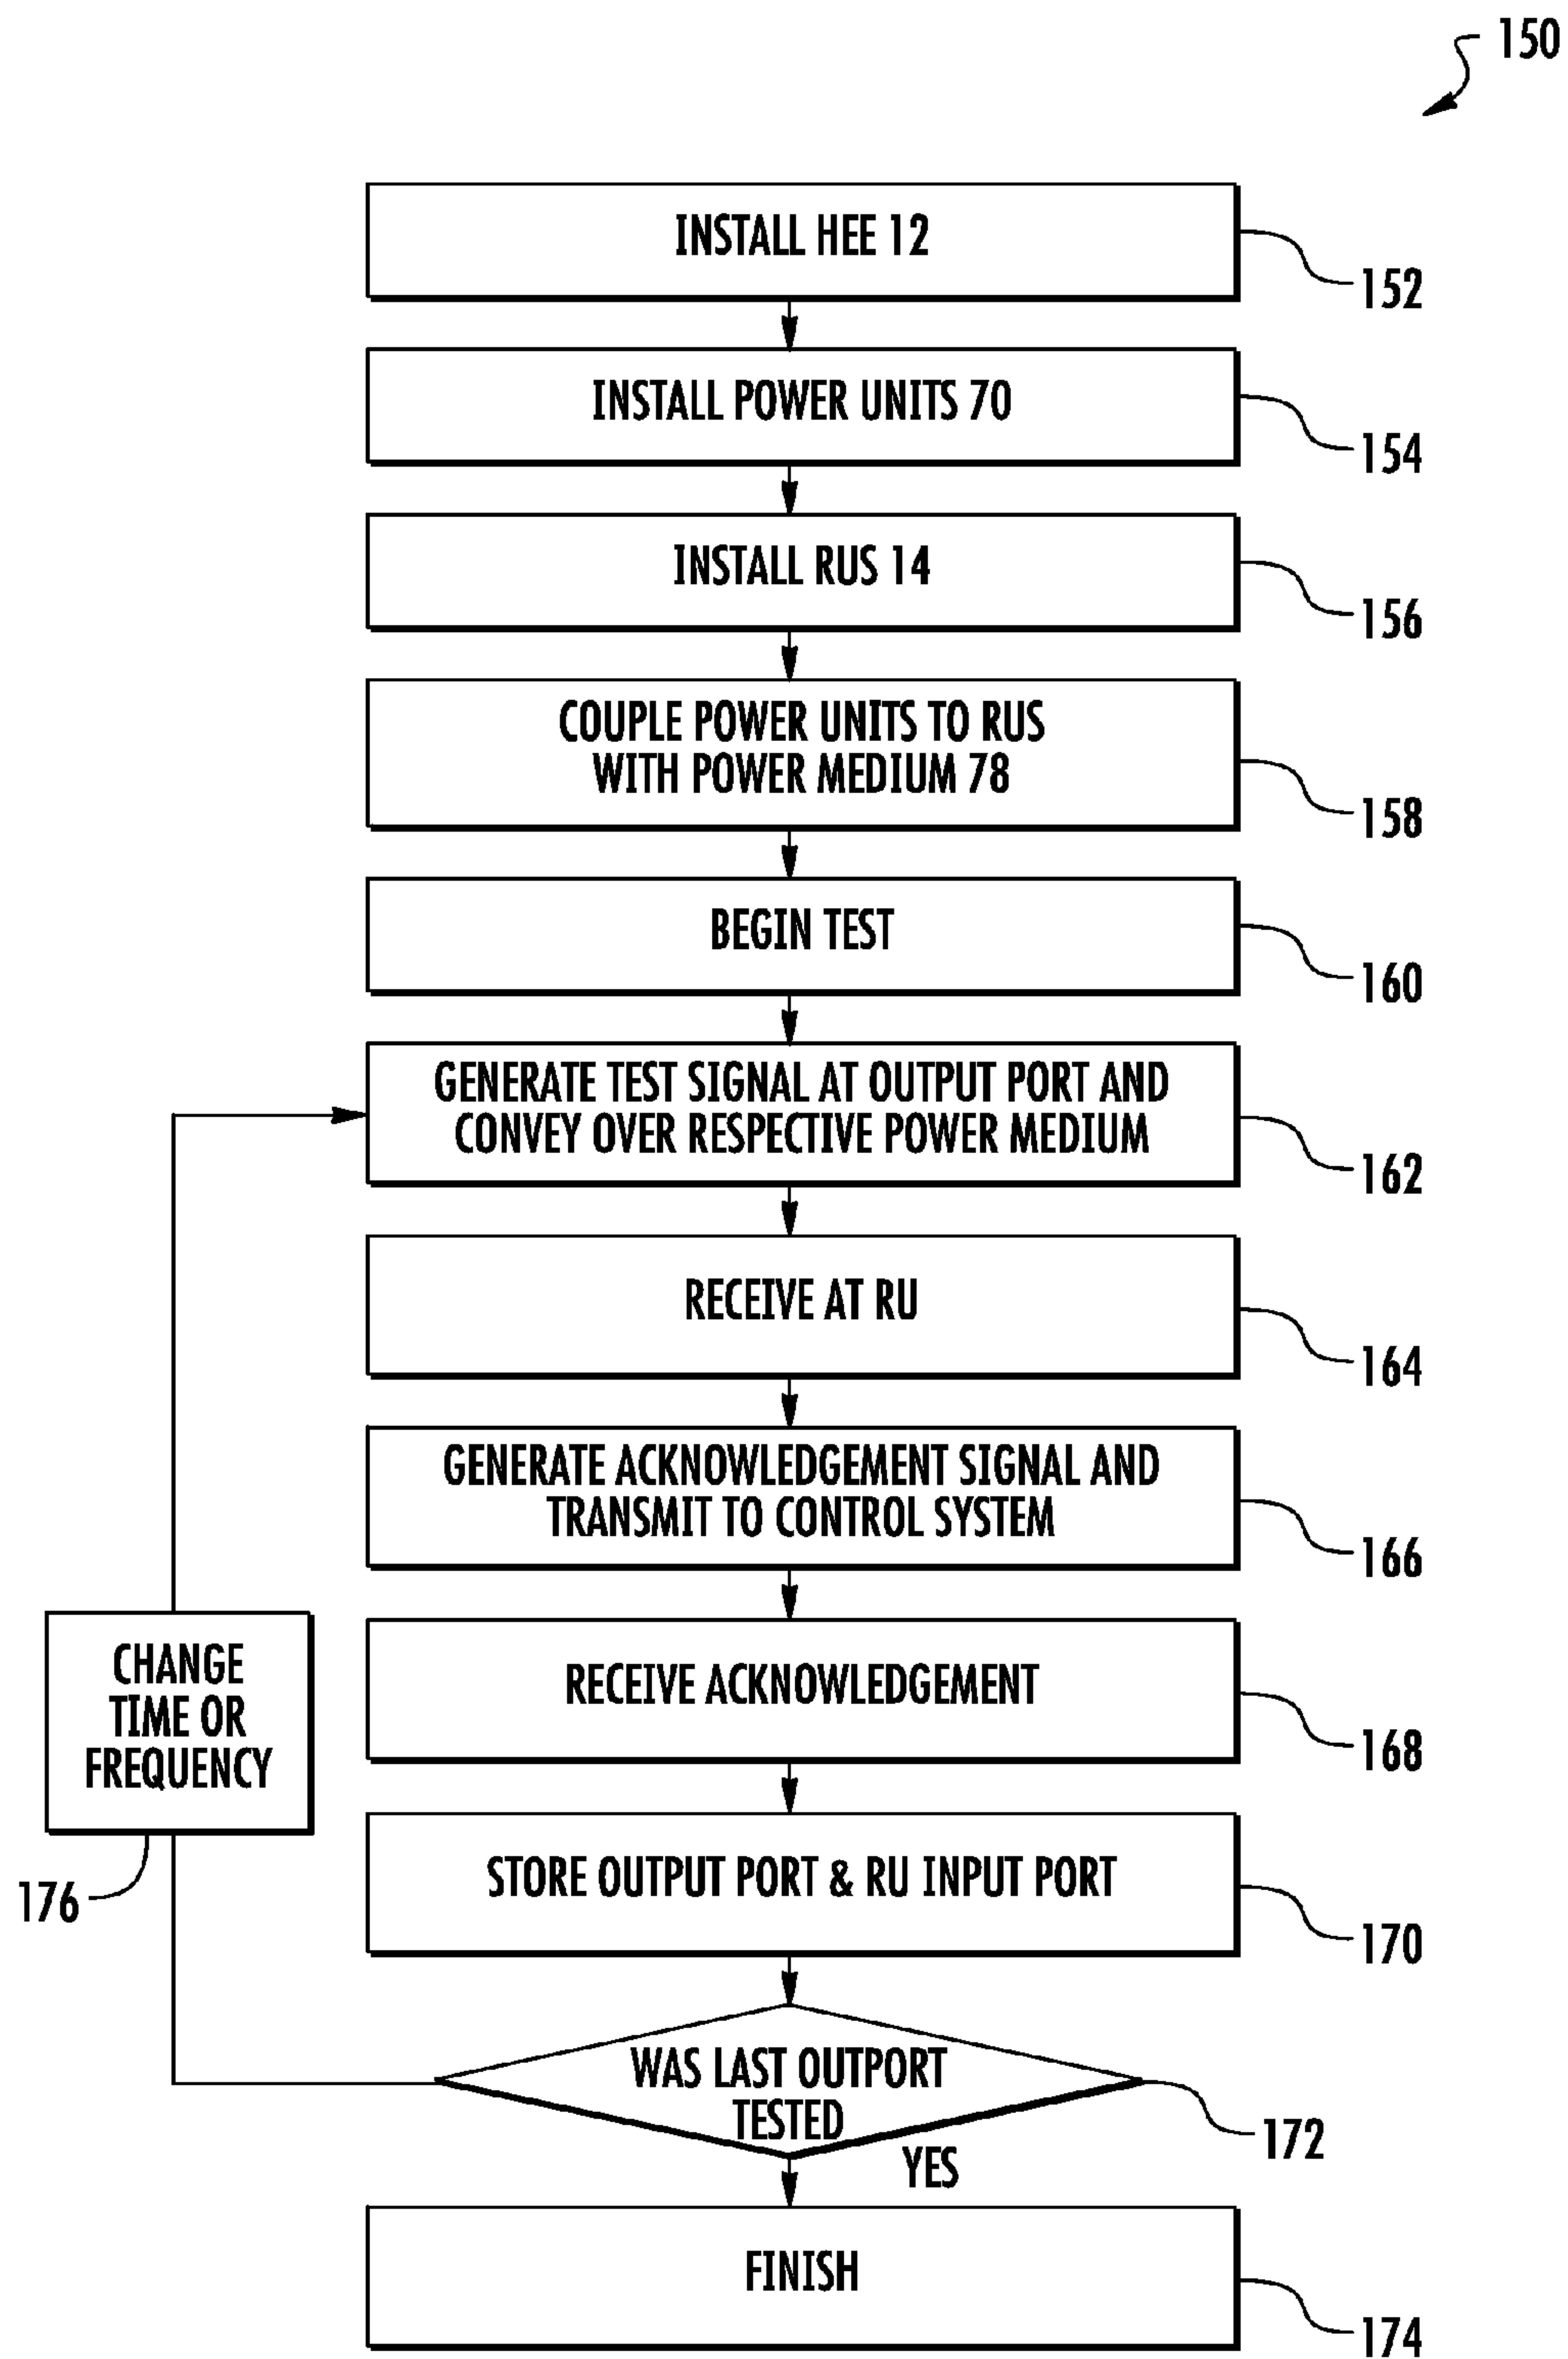 150
INSTALL HEE 12
152
INSTALL POWER UNITS 70
154
INSTALL RUS 14
156
COUPLE POWER UNITS TO RUS
WITH POWER MEDIUM 78
158
BEGIN TEST
160
GENERATE TEST SIGNAL AT OUTPUT PORT AND
CONVEY OVER RESPECTIVE POWER MEDIUM
162
RECEIVE AT RU
164
GENERATE ACKNOWLEDGEMENT SIGNAL AND
TRANSMIT TO CONTROL SYSTEM
166
CHANGE
TIME OR
FREQUENCY
176
RECEIVE ACKNOWLEDGEMENT
168
STORE OUTPUT PORT & RU INPUT PORT
170
WAS LAST OUTPORT
TESTED
172
YES
FINISH
174